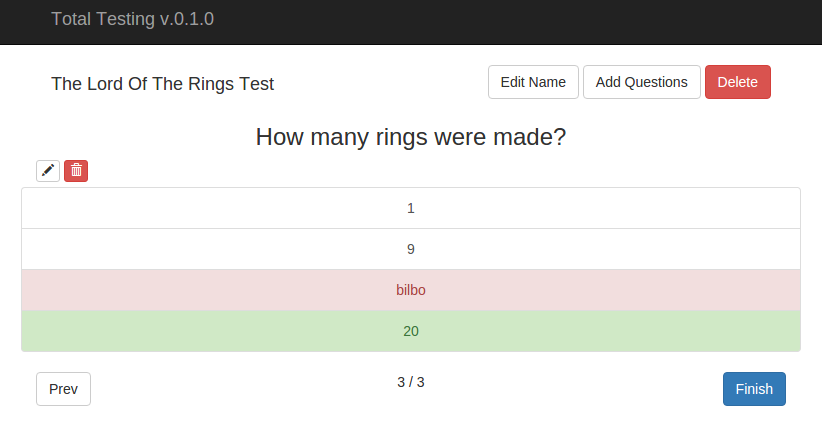 Total Testing v.0.1.0
The Lord Of The Rings Test
Edit Name
Add Questions
Delete
How many rings were made?
1
9
bilbo
20
Prev
3 / 3
Finish